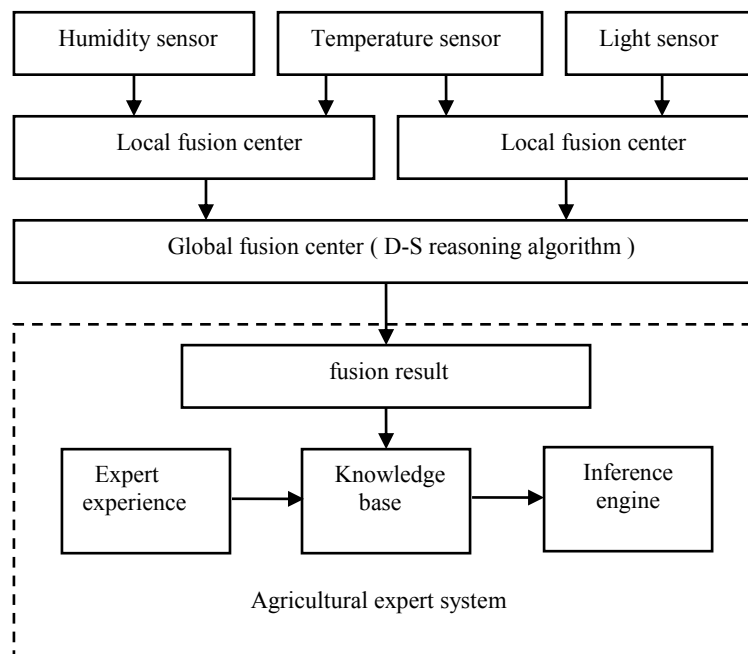 Humidity sensor
Temperature sensor
Light sensor
Local fusion center
Local fusion center
Global fusion center ( D-S reasoning algorithm )
fusion result
Expert
experience
Knowledge
base
Inference
engine
Agricultural expert system